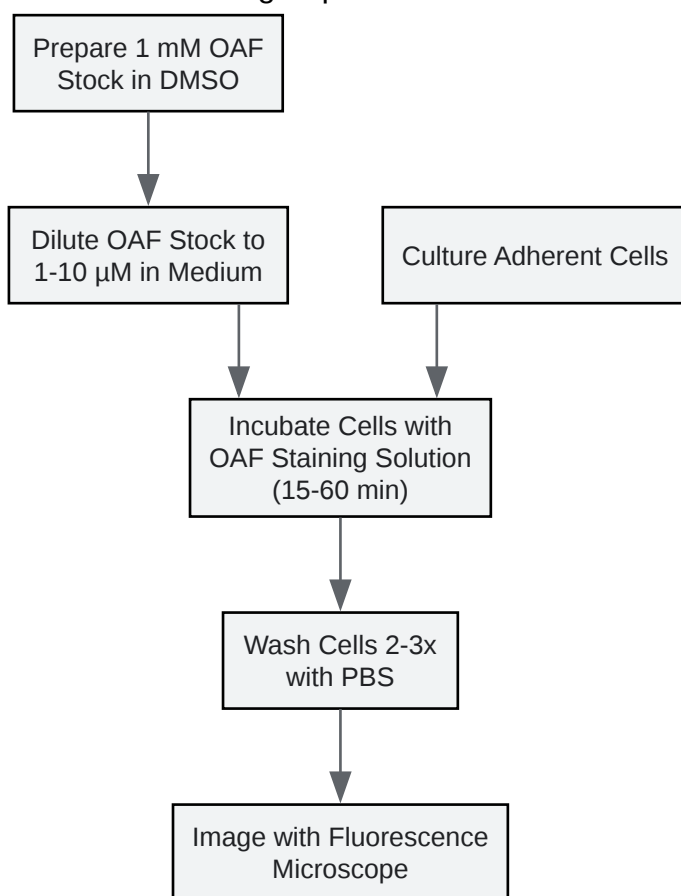 Prepare 1 mM OAF
Stock in DMSO
Dilute OAF Stock to
1-10 µM in Medium
Culture Adherent Cells
Incubate Cells with
OAF Staining Solution
(15-60 min)
Wash Cells 2-3x
with PBS
Image with Fluorescence
Microscope